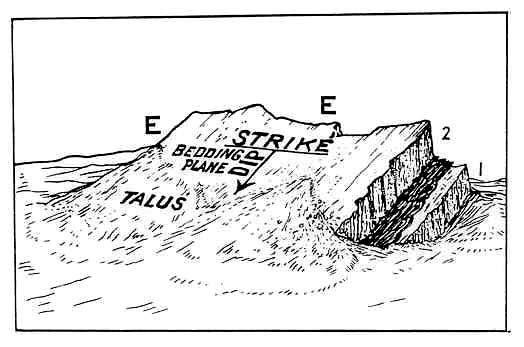 E
E
STRIKE
2
BEDDING
PLANE
DIP
1
TALUS